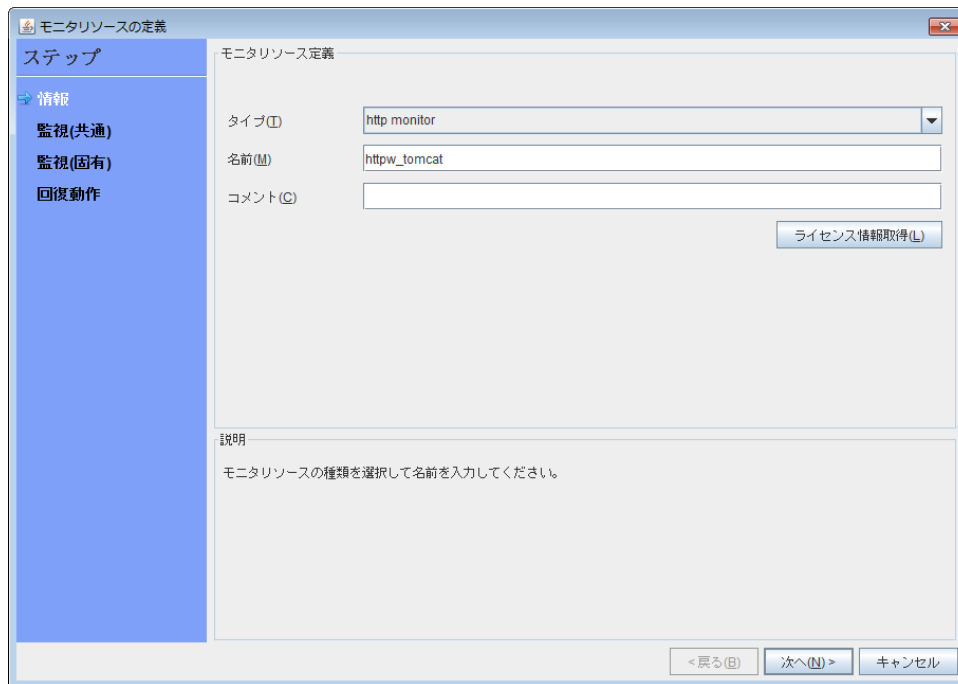 モニタリソースの定義
ステップ
情報
監視(共通)
監視(固有)
回復動作
モニタリソース定義
タイプ(T) http monitor
名前(M) httpw_tomcat
コメント(C)
ライセンス情報取得(L)
説明
モニタリソースの種類を選択して名前を入力してください。
<戻る(B) 次へ(N)> キャンセル